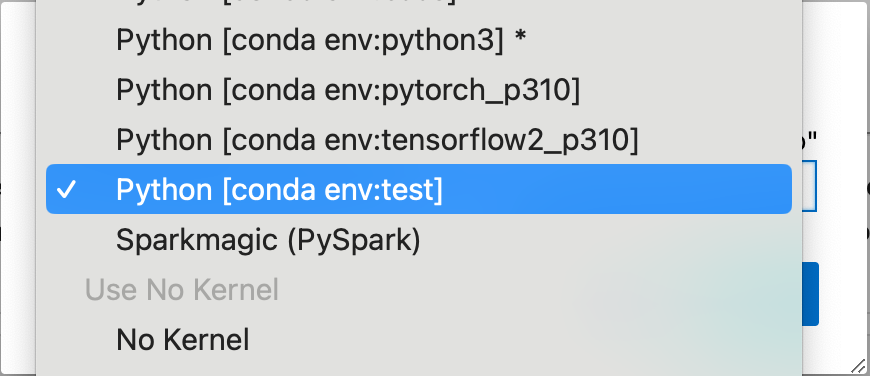 Python [conda env:python3] *
Python [conda env:pytorch_p310]
Python [conda env:tensorflow2_p310]
✓ Python [conda env:test]
Sparkmagic (PySpark)
Use No Kernel
No Kernel